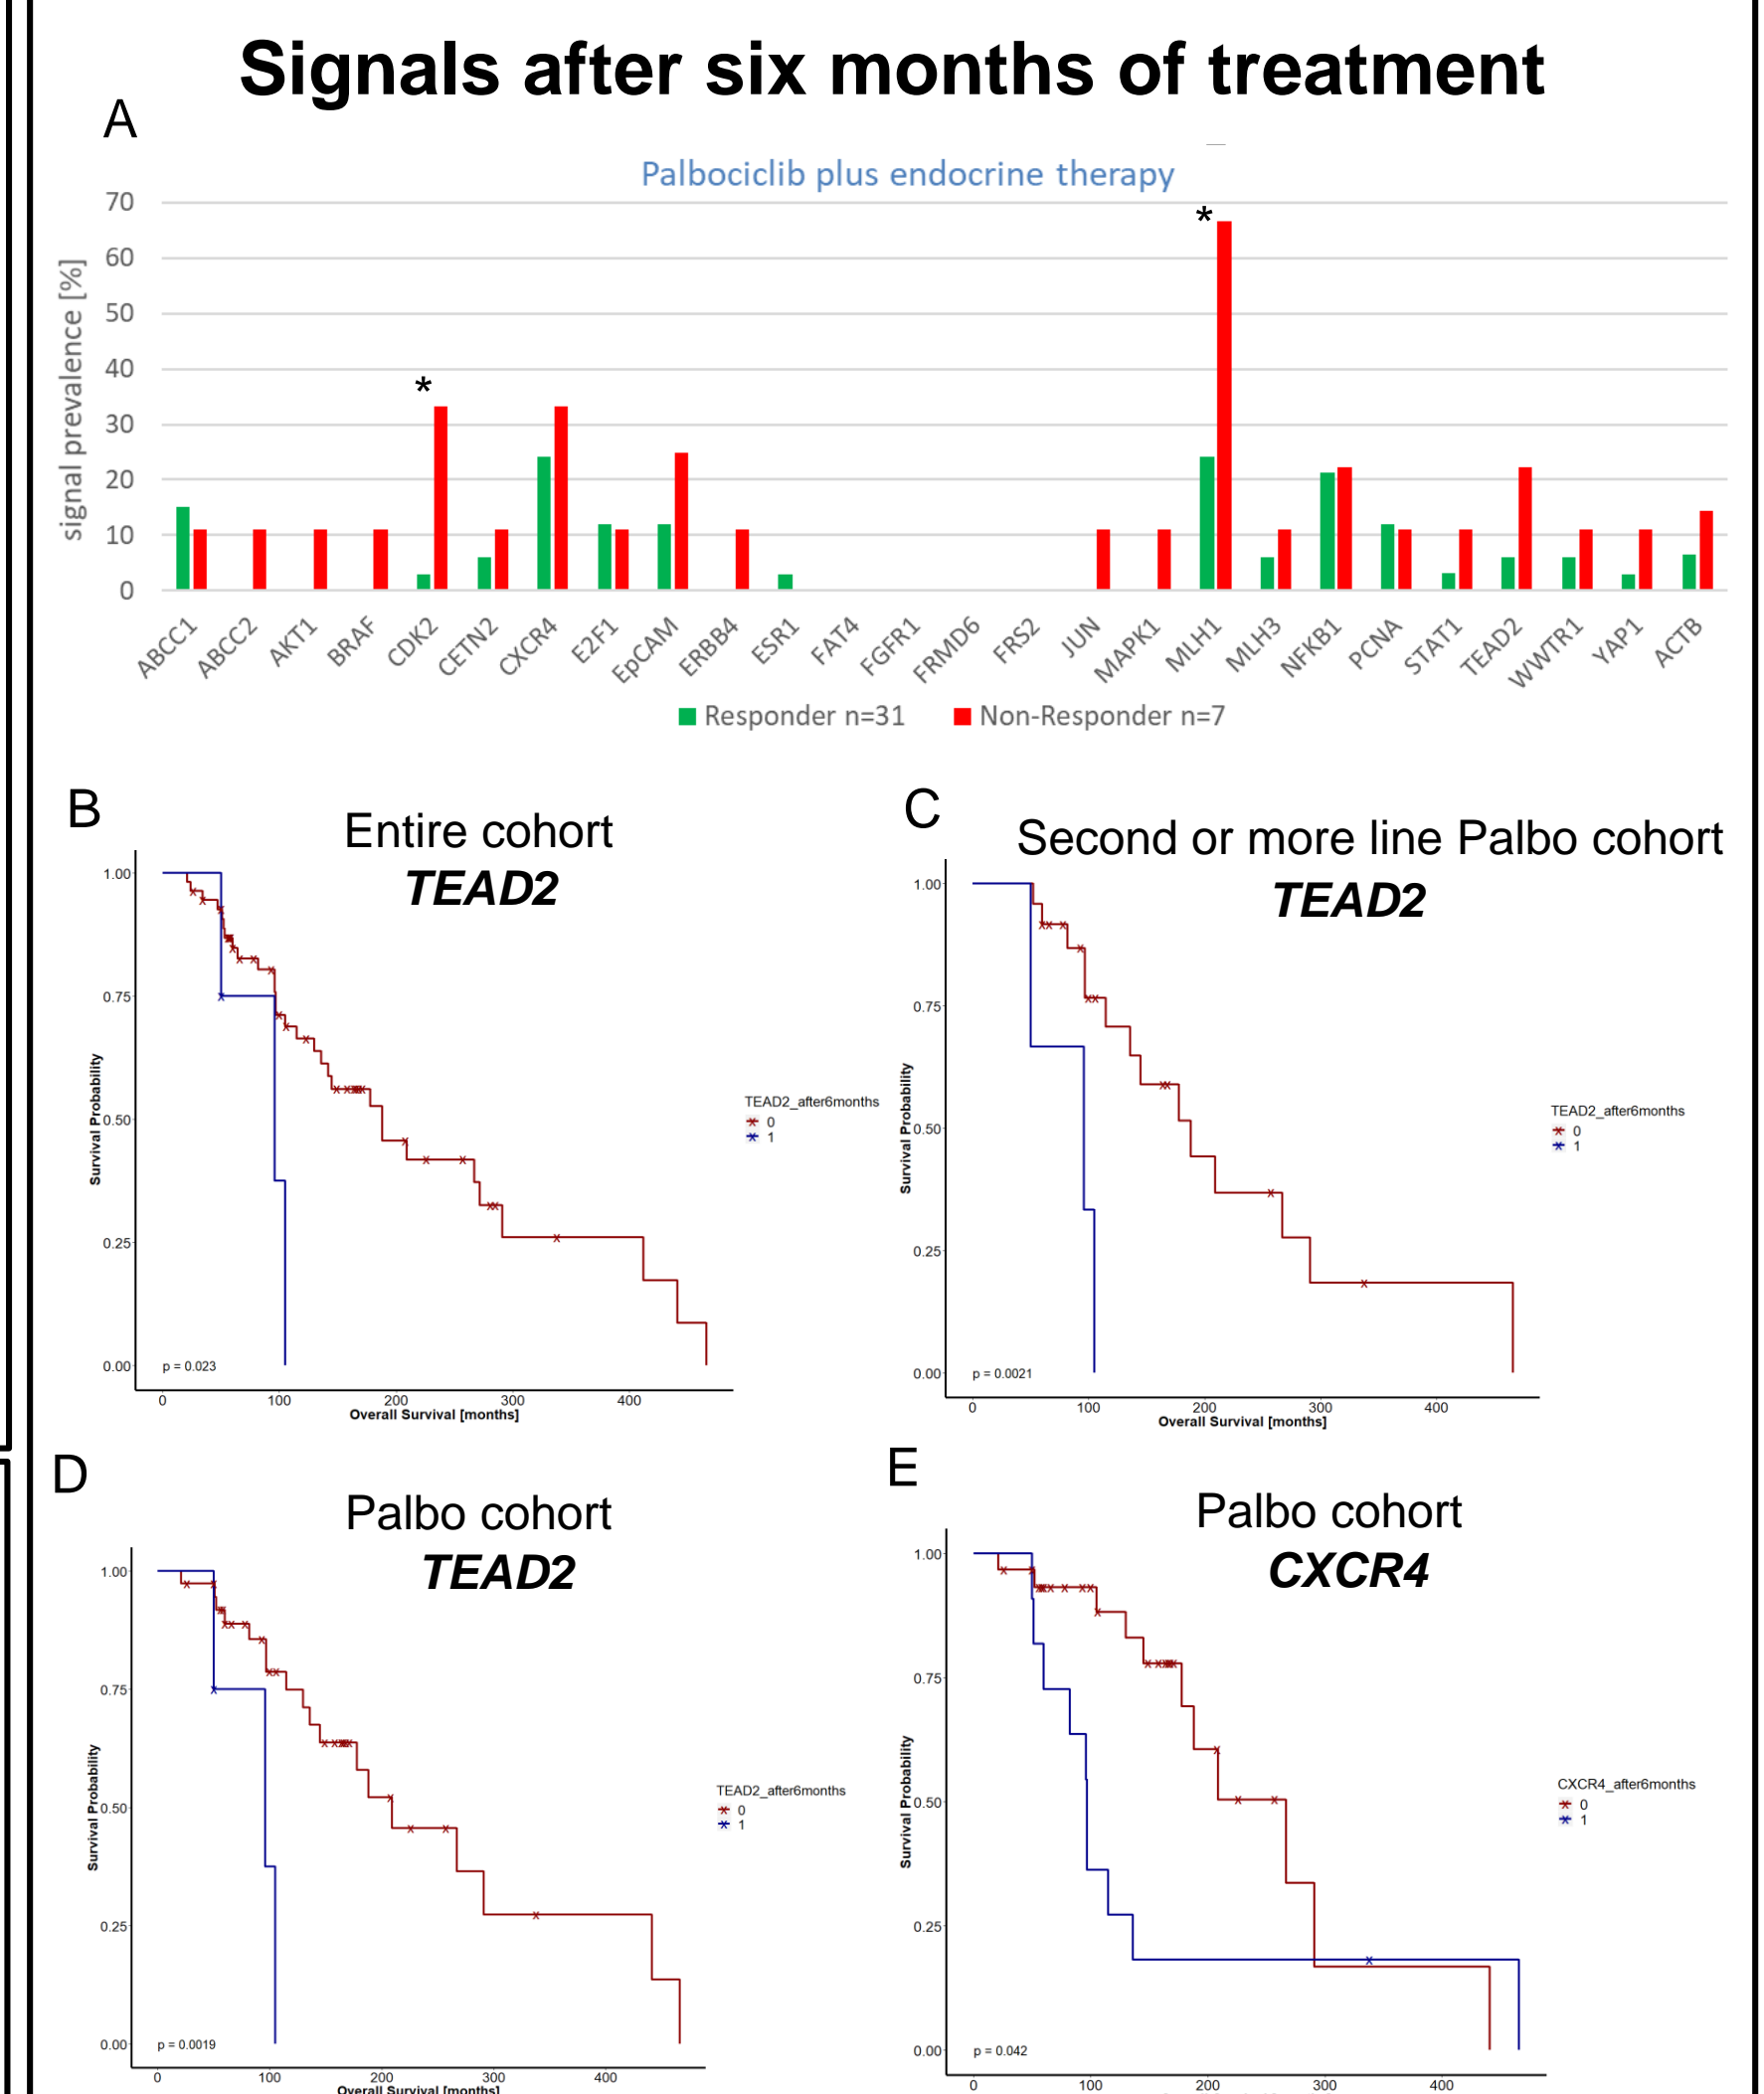 Signals after six months of treatment
A
Palbociclib plus endocrine therapy
signal prevalence [%]
70
60
50
40
30
20
10
0
*
*
ABCC1 ABCC2 AKT1 BRAF CDK2 CETN2 CXCR4 E2F1 EpCAM ERBB4 ESR1 FAT4 FGFR1 FRMD6 FRS2 JUN MAPK1 MLH1 MLH3 NFKB1 PCNA STAT1 TEAD2 WWTR1 YAP1 ACTB
Responder n=31 Non-Responder n=7
B
Entire cohort
TEAD2
Survival Probability
1.00
0.75
0.50
0.25
0.00
TEAD2_after6months
0
1
p = 0.023
0 100 200 300 400
Overall Survival [months]
C
Second or more line Palbo cohort
TEAD2
Survival Probability
1.00
0.75
0.50
0.25
0.00
TEAD2_after6months
0
1
p = 0.0021
0 100 200 300 400
Overall Survival [months]
D
Palbo cohort
TEAD2
Survival Probability
1.00
0.75
0.50
0.25
0.00
TEAD2_after6months
0
1
p = 0.0019
0 100 200 300 400
Overall Survival [months]
E
Palbo cohort
CXCR4
Survival Probability
1.00
0.75
0.50
0.25
0.00
CXCR4_after6months
0
1
p = 0.042
0 100 200 300 400